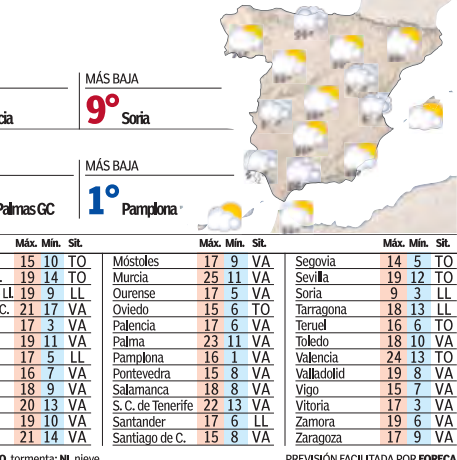 MÁS BAJA
cia 9° Soria
MÁS BAJA
Palmas GC 1° Pamplona
Máx. Mín. Sit. Máx. Mín. Sit. Máx. Mín. Sit.
15 10 TO Móstoles 17 9 VA Segovia 14 5 TO
19 14 TO Murcia 25 11 VA Sevilla 19 12 TO
Ll. 19 9 LL Ourense 17 5 VA Soria 9 3 LL
C. 21 17 VA Oviedo 15 6 TO Tarragona 18 13 LL
17 3 VA Palencia 17 6 VA Teruel 16 6 TO
19 11 VA Palma 23 11 VA Toledo 18 10 VA
17 5 LL Pamplona 16 1 VA Valencia 24 13 TO
16 7 VA Pontevedra 15 8 VA Valladolid 19 8 VA
18 9 VA Salamanca 18 8 VA Vigo 15 7 VA
20 13 VA S. C. de Tenerife 22 13 VA Vitoria 17 3 VA
19 10 VA Santander 17 6 LL Zamora 19 6 VA
21 14 VA Santiago de C. 15 8 VA Zaragoza 17 9 VA
O, tormenta; NI, nieve PREVISIÓN FACILITADA POR FORECA